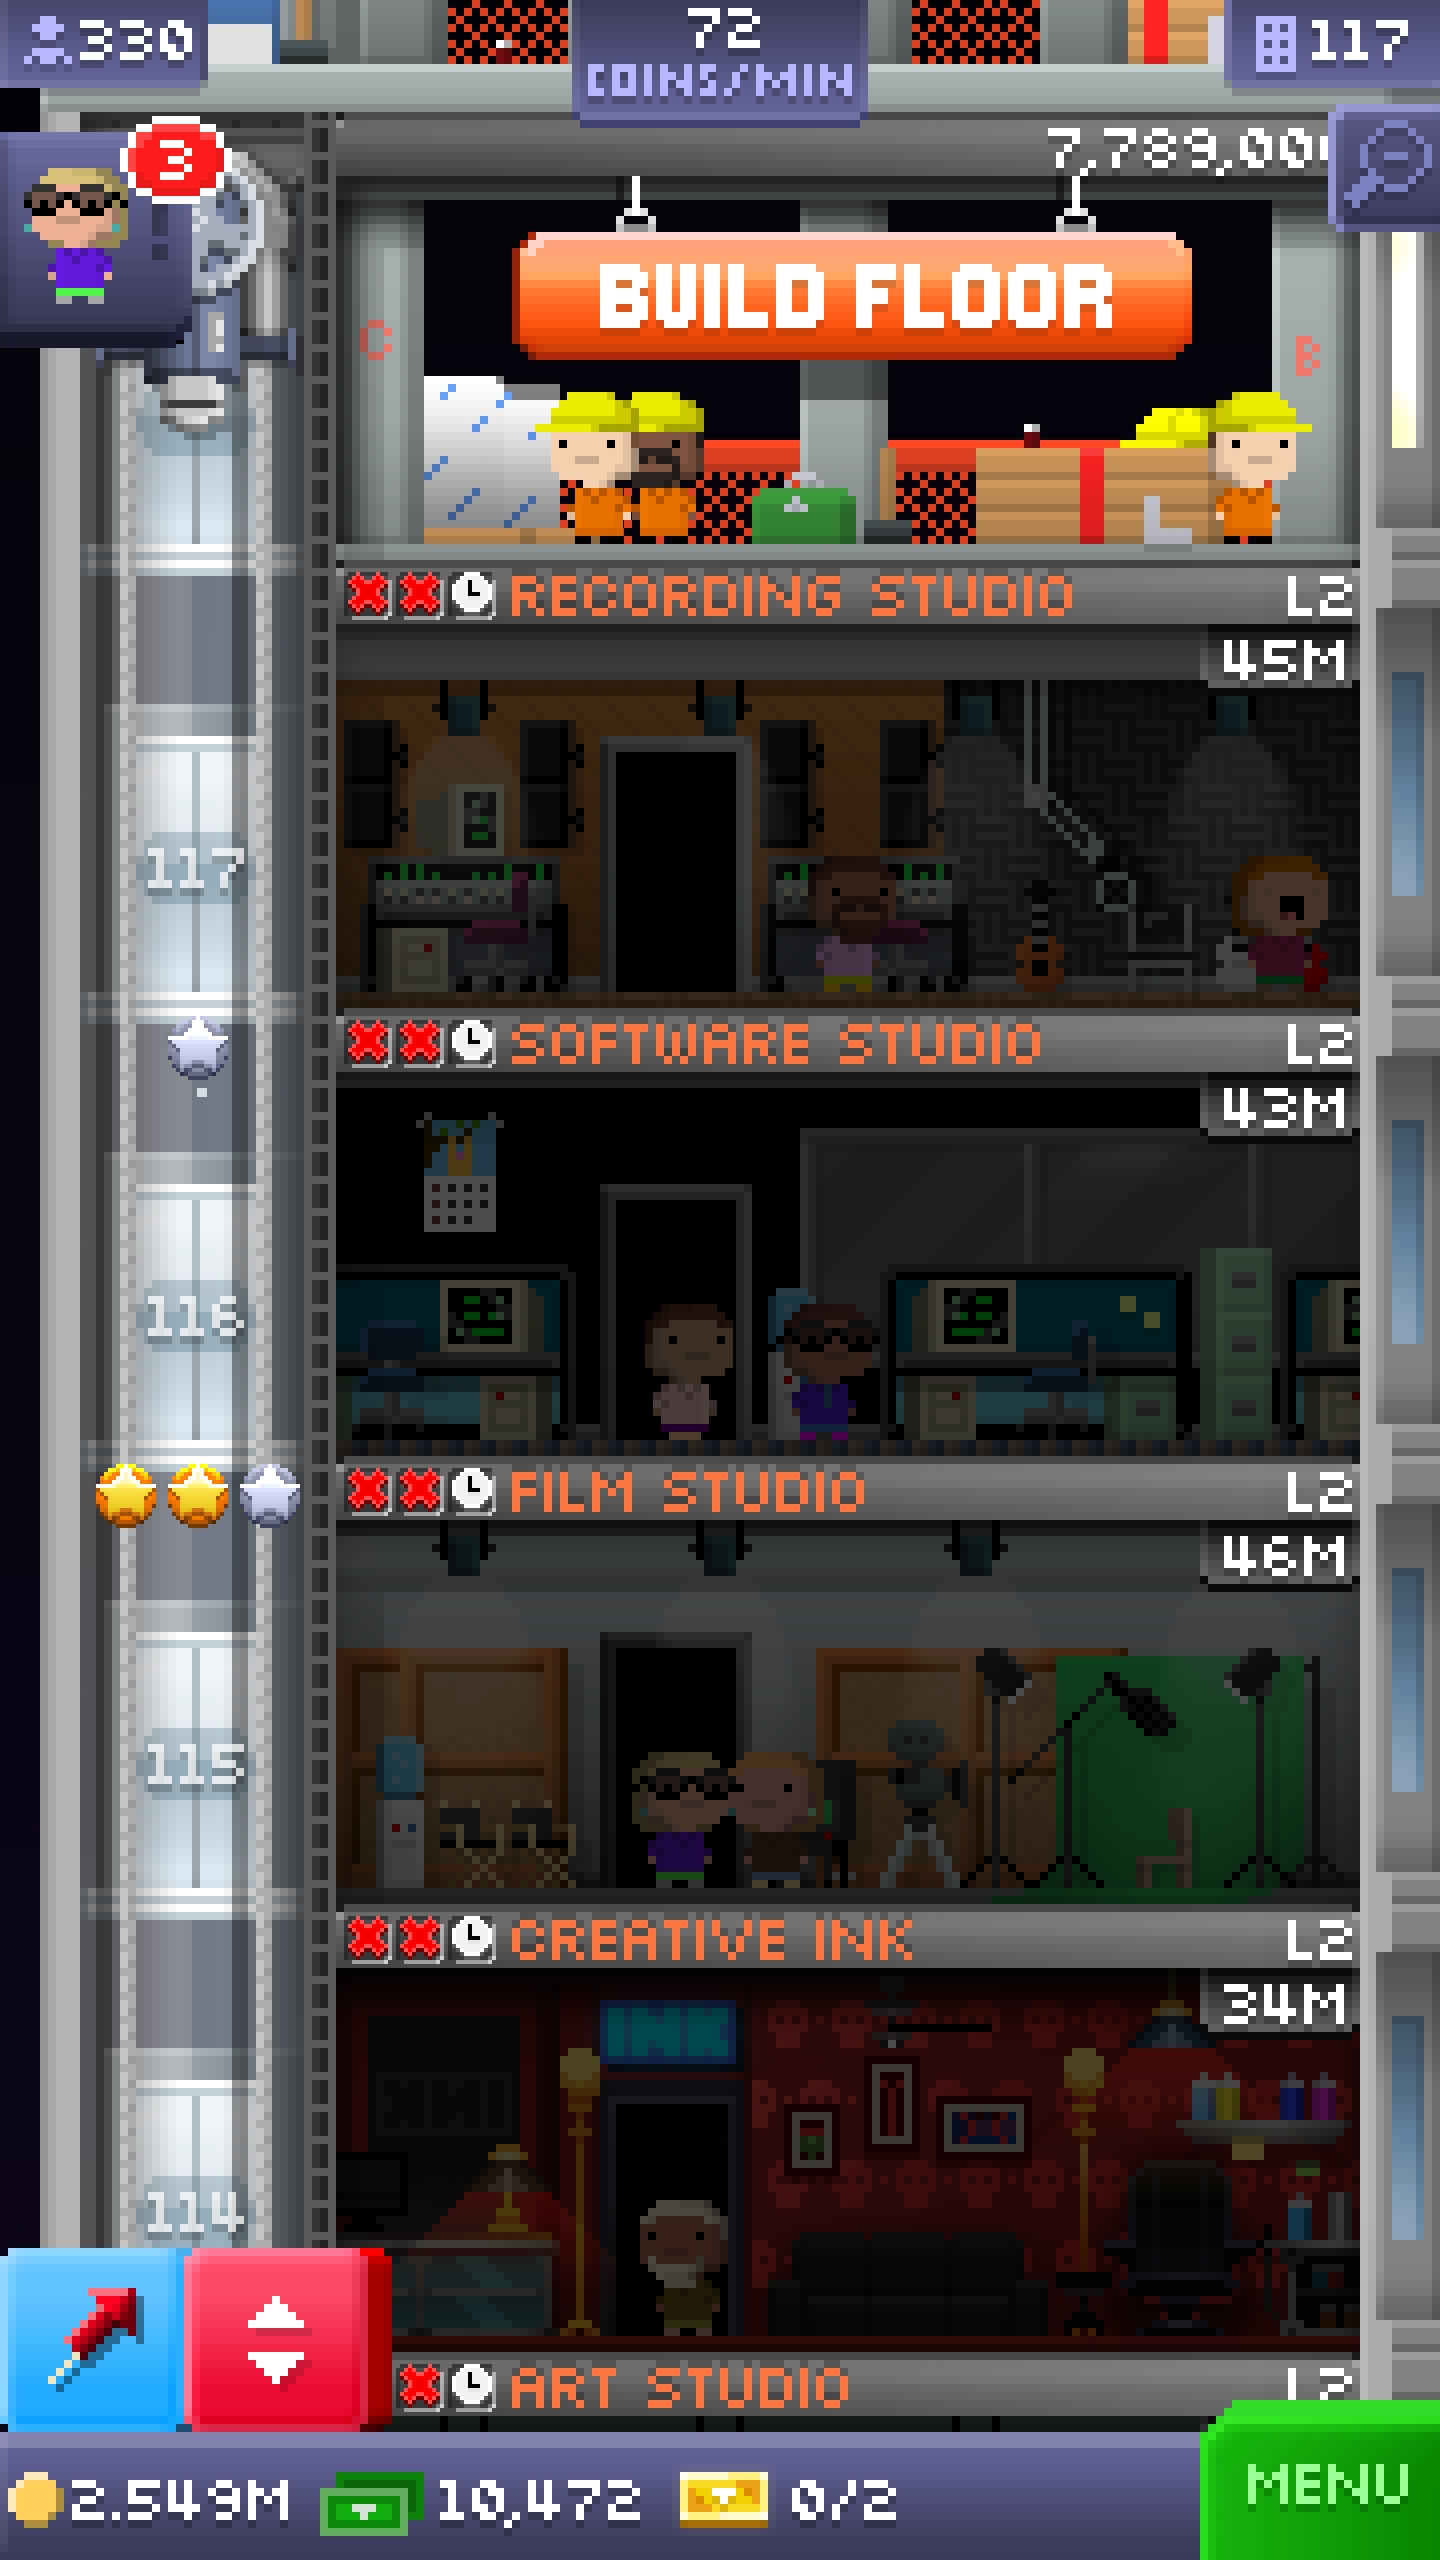 330
72
COINS/MIN
117
3
7,789,00
BUILD FLOOR
C
B
RECORDING STUDIO L2
45M
117
SOFTWARE STUDIO L2
43M
116
FILM STUDIO L2
46M
115
CREATIVE INK L2
34M
INK
114
ART STUDIO L2
2.549M 10,472 0/2
MENU